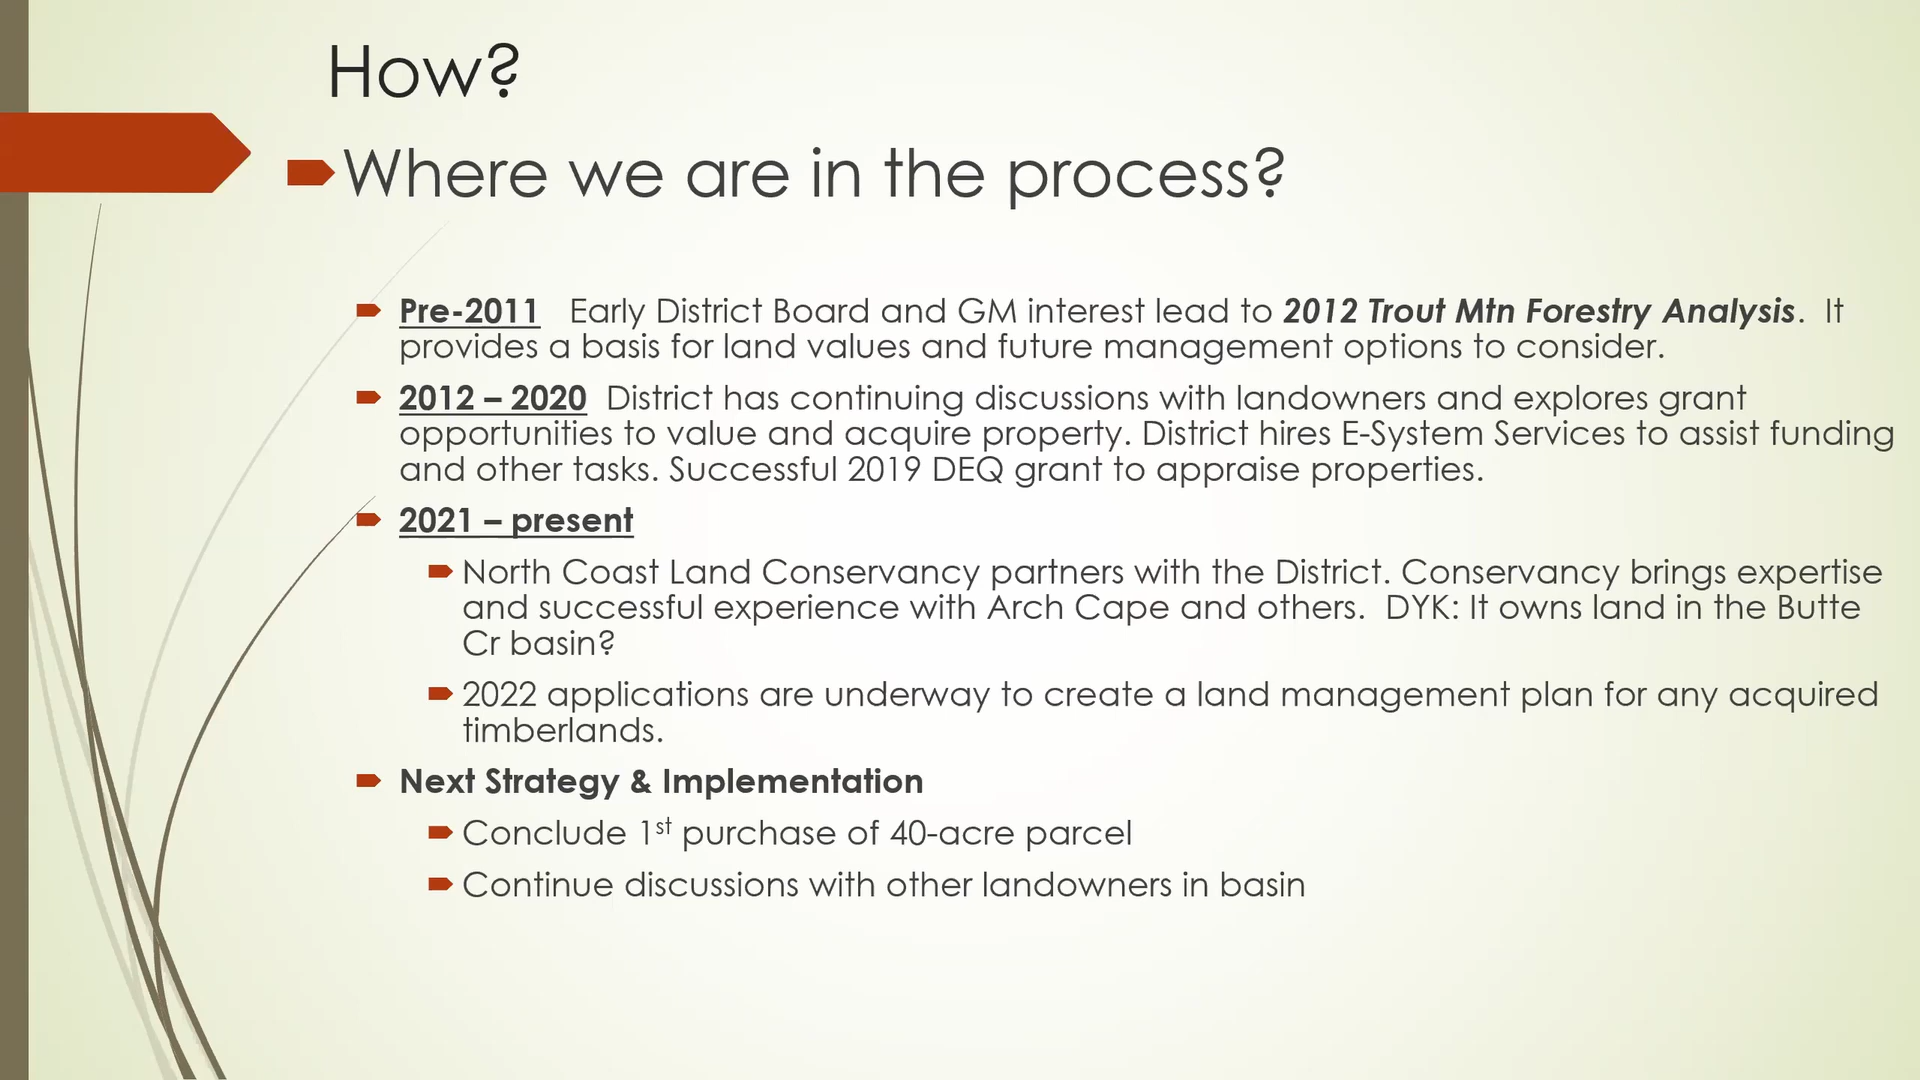 How?
Where we are in the process?
Pre-2011 Early District Board and GM interest lead to 2012 Trout Mtn Forestry Analysis. It
provides a basis for land values and future management options to consider.
2012 – 2020 District has continuing discussions with landowners and explores grant
opportunities to value and acquire property. District hires E-System Services to assist funding
and other tasks. Successful 2019 DEQ grant to appraise properties.
2021 – present
North Coast Land Conservancy partners with the District. Conservancy brings expertise
and successful experience with Arch Cape and others. DYK: It owns land in the Butte
Cr basin?
2022 applications are underway to create a land management plan for any acquired
timberlands.
Next Strategy & Implementation
Conclude 1st purchase of 40-acre parcel
Continue discussions with other landowners in basin